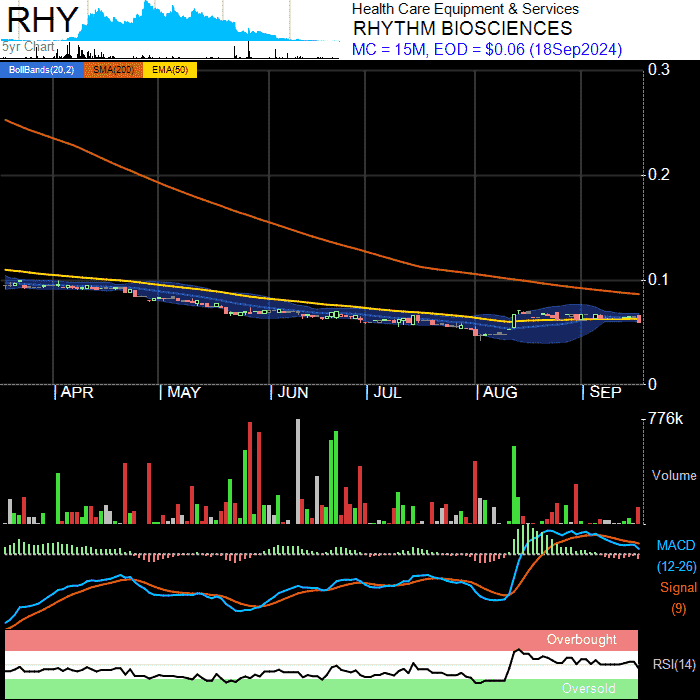 RHY
5yr Chart
Health Care Equipment & Services
RHYTHM BIOSCIENCES
MC = 15M, EOD = $0.06 (18Sep2024)
BollBands(20,2) SMA(200) EMA(50)
0.3
0.2
0.1
0
APR MAY JUN JUL AUG SEP
776k
Volume
MACD
(12-26)
Signal
(9)
Overbought
RSI(14)
Oversold